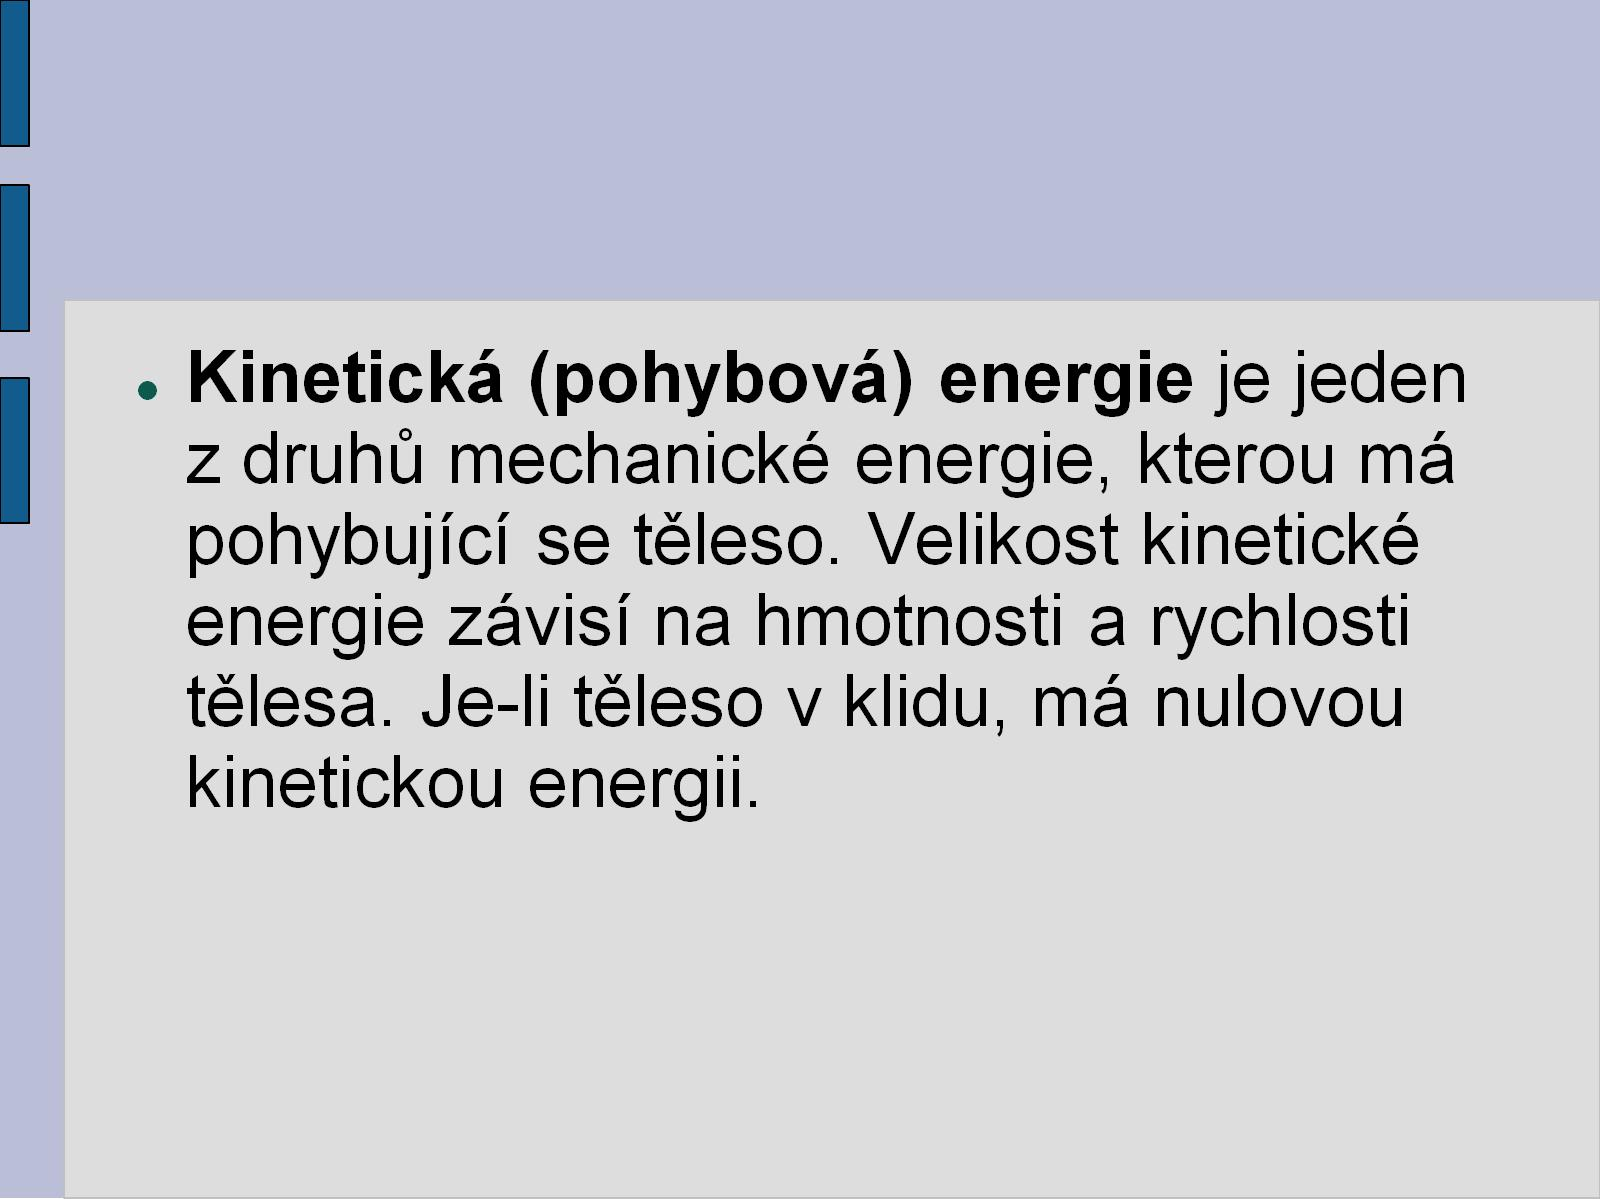 Kinetická (pohybová) energie je jeden
z druhů mechanické energie, kterou má
pohybující se těleso. Velikost kinetické
energie závisí na hmotnosti a rychlosti
tělesa. Je-li těleso v klidu, má nulovou
kinetickou energii.